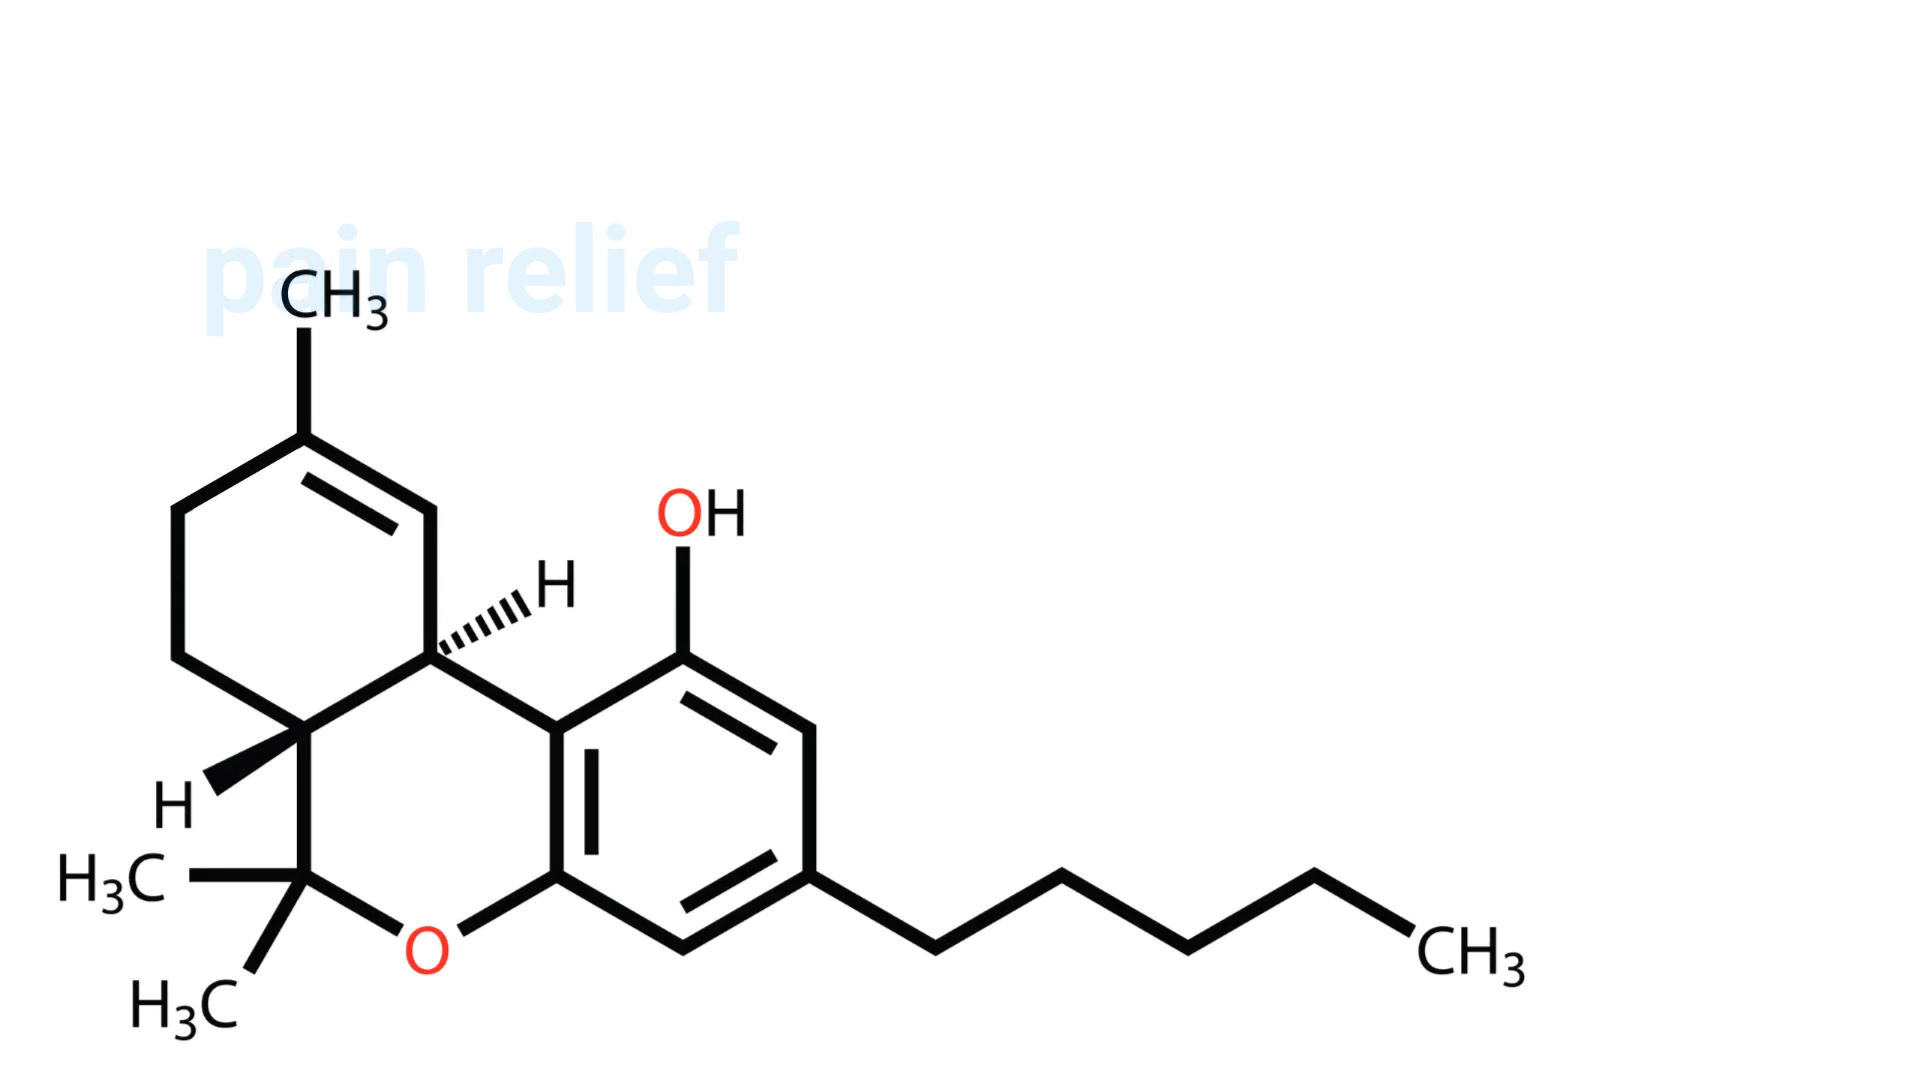 pain relief
CH₃
OH
H
H
H₃C
O
CH₃
H₃C